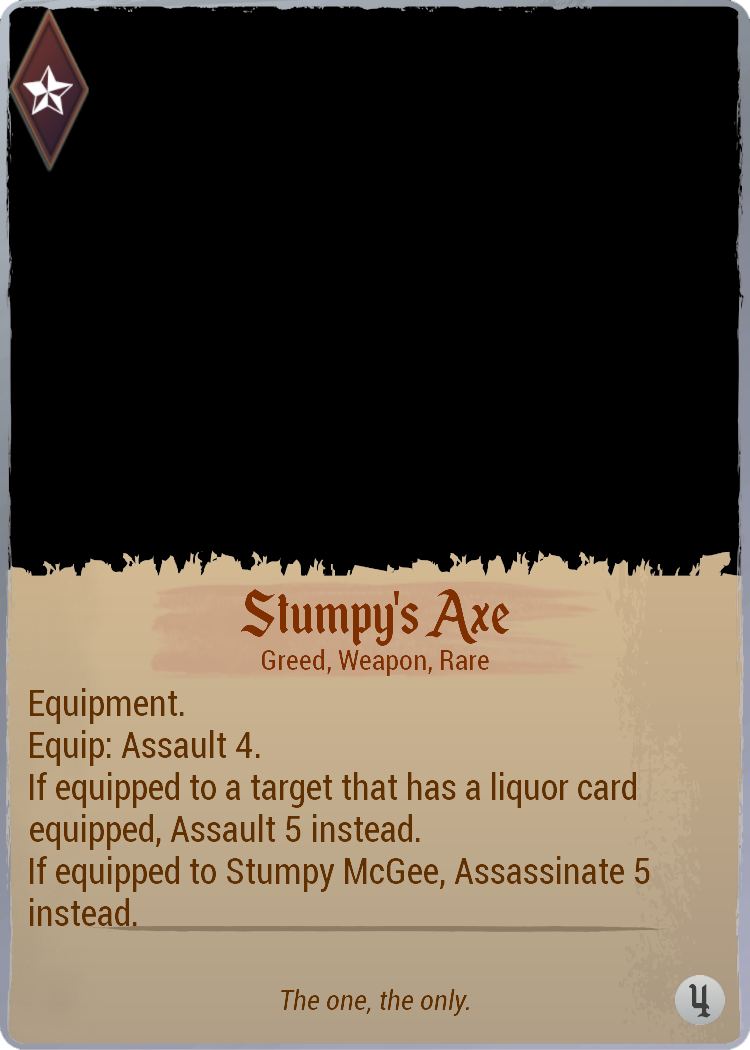 Stumpy's Axe
Greed, Weapon, Rare
Equipment.
Equip: Assault 4.
If equipped to a target that has a liquor card
equipped, Assault 5 instead.
If equipped to Stumpy McGee, Assassinate 5
instead.
The one, the only.
4